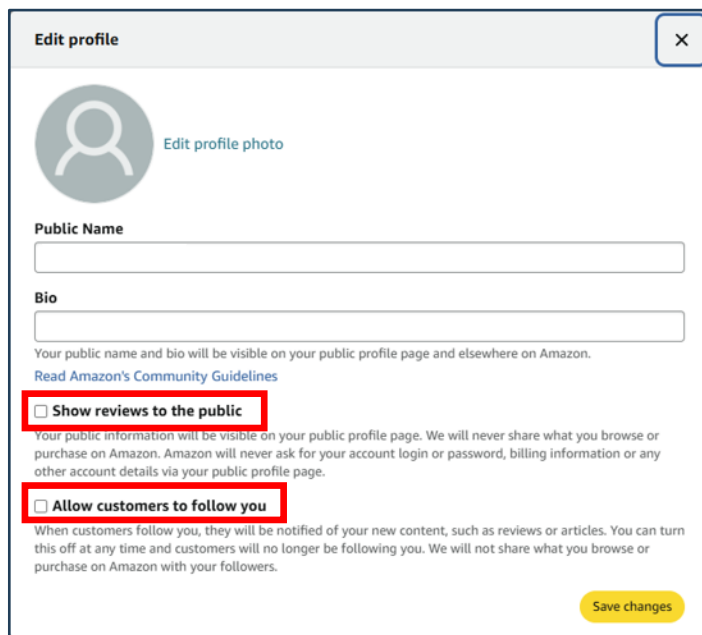 Edit profile
Edit profile photo
Public Name
Bio
Your public name and bio will be visible on your public profile page and elsewhere on Amazon.
Read Amazon's Community Guidelines
Show reviews to the public
Your public information will be visible on your public profile page. We will never share what you browse or
purchase on Amazon. Amazon will never ask for your account login or password, billing information or any
other account details via your public profile page.
Allow customers to follow you
When customers follow you, they will be notified of your new content, such as reviews or articles. You can turn
this off at any time and customers will no longer be following you. We will not share what you browse or
purchase on Amazon with your followers.
Save changes